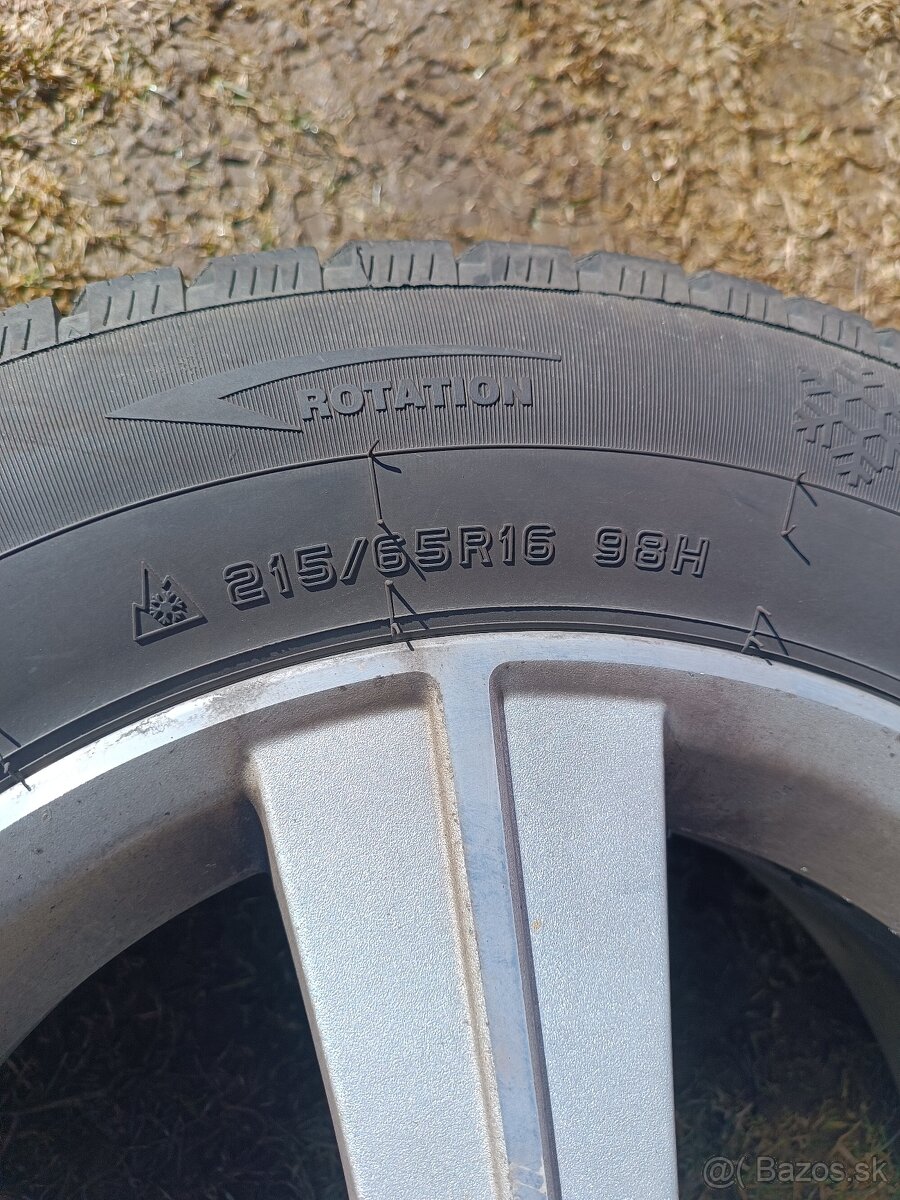 ROTATION
215/65R16 98H
@( Bazos.sk